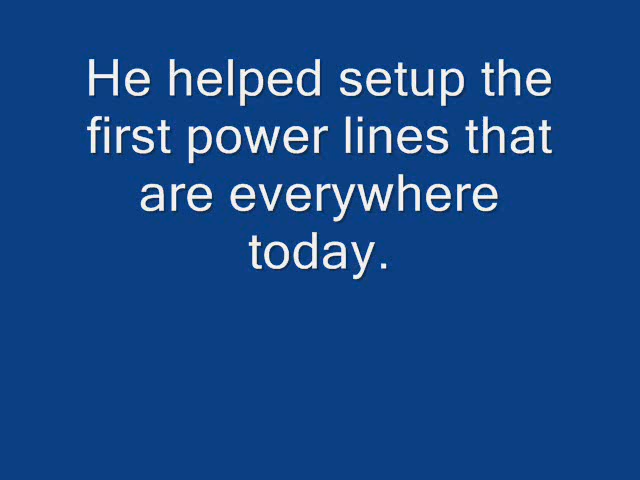 He helped setup the
first power lines that
are everywhere
today.